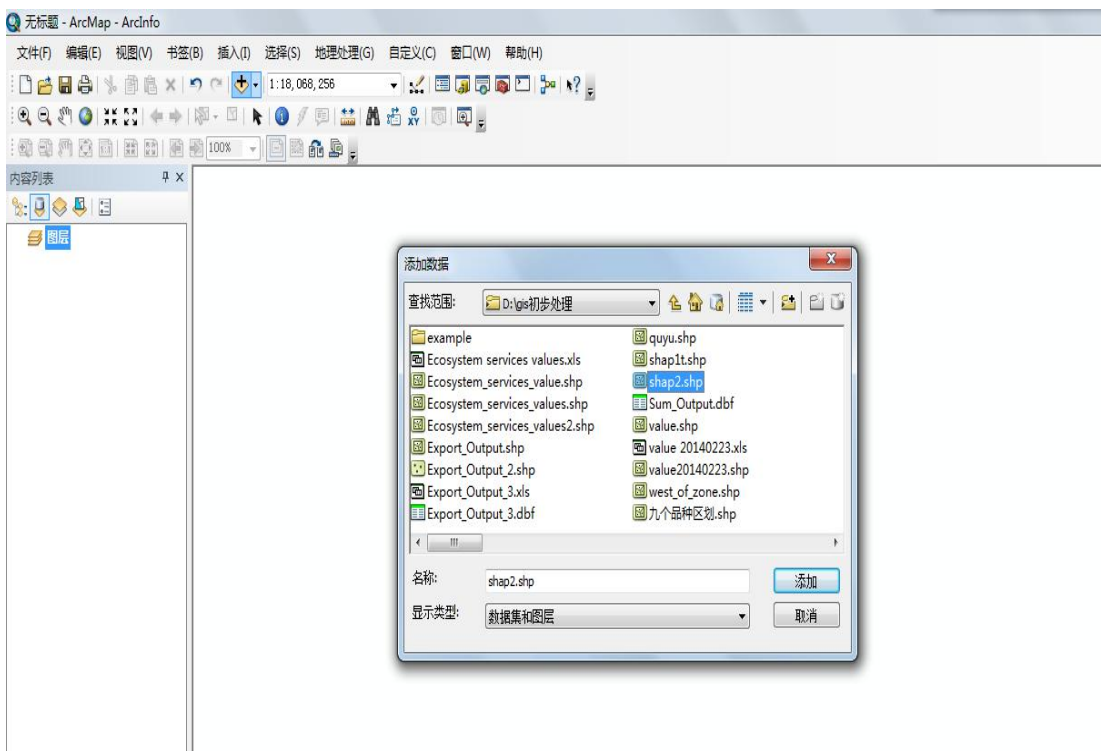 无标题 - ArcMap - ArcInfo
文件(F) 编辑(E) 视图(V) 书签(B) 插入(I) 选择(S) 地理处理(G) 自定义(C) 窗口(W) 帮助(H)
1:18,068,256
100%
内容列表
图层
添加数据
查找范围: D:\gis初步处理
example
Ecosystem services values.xls
Ecosystem_services_value.shp
Ecosystem_services_values.shp
Ecosystem_services_values2.shp
Export_Output.shp
Export_Output_2.shp
Export_Output_3.xls
Export_Output_3.dbf
quyu.shp
shap1t.shp
shap2.shp
Sum_Output.dbf
value.shp
value 20140223.xls
value20140223.shp
west_of_zone.shp
九个品种区划.shp
名称: shap2.shp 添加
显示类型: 数据集和图层 取消